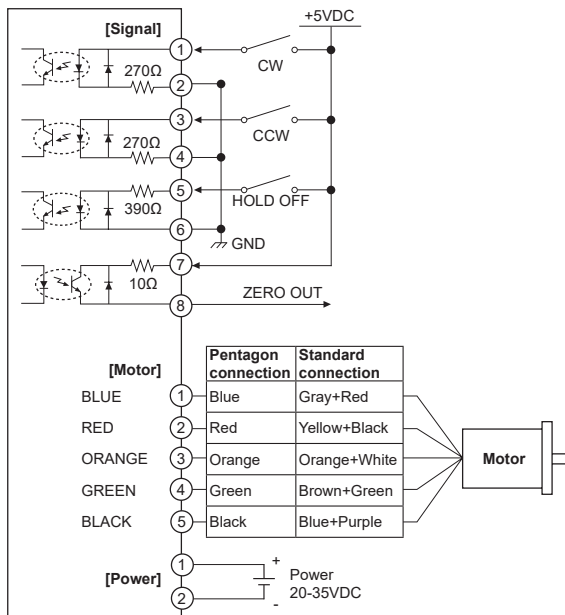 +5VDC
[Signal]
1
CW
270Ω
2
3
CCW
270Ω
4
5
HOLD OFF
390Ω
6
GND
7
10Ω
ZERO OUT
8
[Motor]
Pentagon connection
Standard connection
BLUE 1 Blue Gray+Red
RED 2 Red Yellow+Black
ORANGE 3 Orange Orange+White
GREEN 4 Green Brown+Green
BLACK 5 Black Blue+Purple
Motor
[Power]
1
+
Power
20-35VDC
2
-